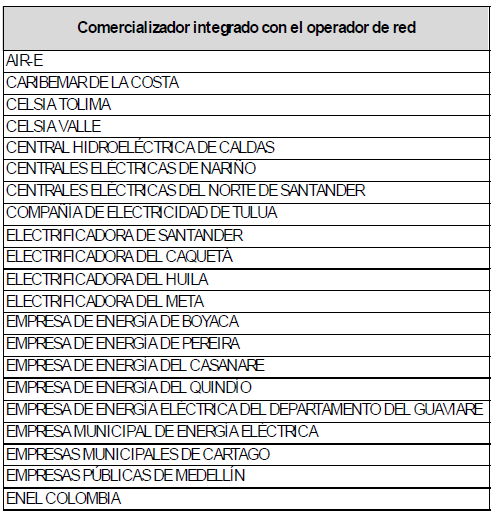 Comercializador integrado con el operador de red
AIR-E
CARIBEMAR DE LA COSTA
CELSIA TOLIMA
CELSIA VALLE
CENTRAL HIDROELÉCTRICA DE CALDAS
CENTRALES ELÉCTRICAS DE NARIÑO
CENTRALES ELÉCTRICAS DEL NORTE DE SANTANDER
COMPAÑÍA DE ELECTRICIDAD DE TULUA
ELECTRIFICADORA DE SANTANDER
ELECTRIFICADORA DEL CAQUETÁ
ELECTRIFICADORA DEL HUILA
ELECTRIFICADORA DEL META
EMPRESA DE ENERGÍA DE BOYACA
EMPRESA DE ENERGÍA DE PEREIRA
EMPRESA DE ENERGÍA DEL CASANARE
EMPRESA DE ENERGÍA DEL QUINDÍO
EMPRESA DE ENERGÍA ELÉCTRICA DEL DEPARTAMENTO DEL GUAVIARE
EMPRESA MUNICIPAL DE ENERGÍA ELÉCTRICA
EMPRESAS MUNICIPALES DE CARTAGO
EMPRESAS PÚBLICAS DE MEDELLÍN
ENEL COLOMBIA